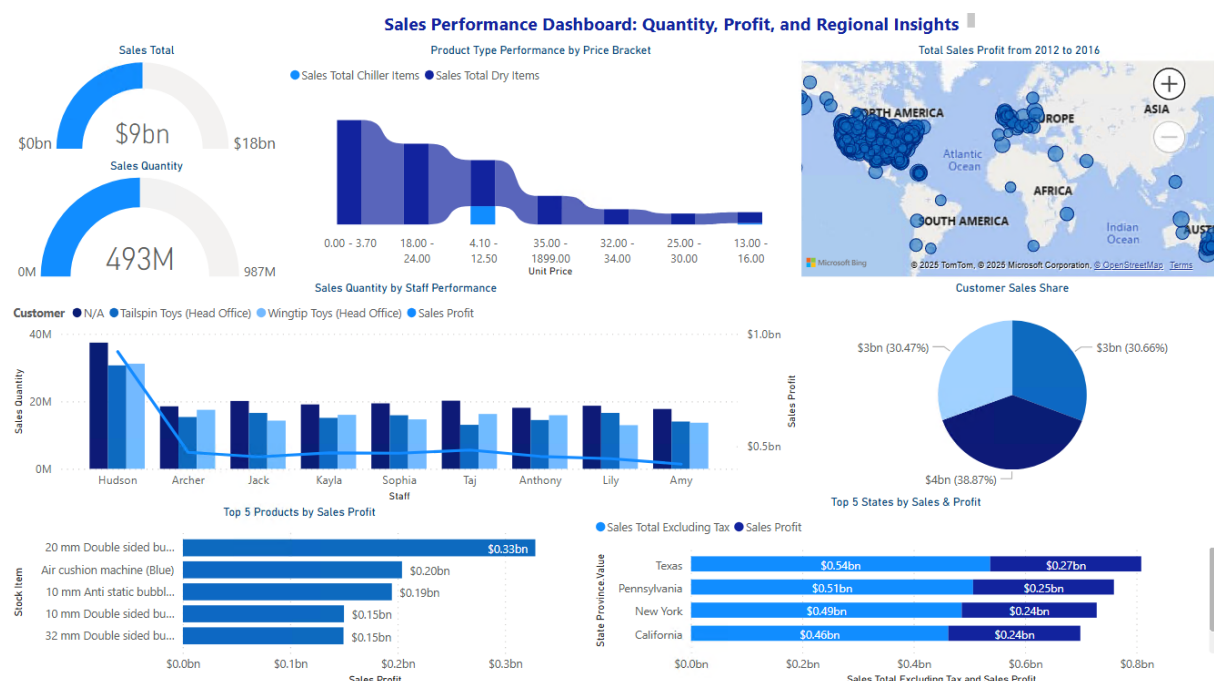 Sales Performance Dashboard: Quantity, Profit, and Regional Insights
Sales Total
$9bn
$0bn
$18bn
Sales Quantity
493M
0M
987M
Product Type Performance by Price Bracket
Sales Total Chiller Items
Sales Total Dry Items
0.00 - 3.70
18.00 -
24.00
4.10 -
12.50
35.00 -
1899.00
32.00 -
34.00
25.00 -
30.00
13.00 -
16.00
Unit Price
Total Sales Profit from 2012 to 2016
NORTH AMERICA
EUROPE
ASIA
Atlantic
Ocean
AFRICA
SOUTH AMERICA
Indian
Ocean
AUST
Microsoft Bing
© 2025 TomTom, © 2025 Microsoft Corporation, © OpenStreetMap Terms
Sales Quantity by Staff Performance
Customer
N/A
Tailspin Toys (Head Office)
Wingtip Toys (Head Office)
Sales Profit
Sales Quantity
40M
20M
0M
$1.0bn
$0.5bn
Sales Profit
Hudson
Archer
Jack
Kayla
Sophia
Taj
Anthony
Lily
Amy
Staff
Customer Sales Share
$3bn (30.47%)
$3bn (30.66%)
$4bn (38.87%)
Top 5 Products by Sales Profit
Stock Item
20 mm Double sided bu...
$0.33bn
Air cushion machine (Blue)
$0.20bn
10 mm Anti static bubbl...
$0.19bn
10 mm Double sided bu...
$0.15bn
32 mm Double sided bu...
$0.15bn
$0.0bn
$0.1bn
$0.2bn
$0.3bn
Sales Profit
Top 5 States by Sales & Profit
Sales Total Excluding Tax
Sales Profit
State Province.Value
Texas
$0.54bn
$0.27bn
Pennsylvania
$0.51bn
$0.25bn
New York
$0.49bn
$0.24bn
California
$0.46bn
$0.24bn
$0.0bn
$0.2bn
$0.4bn
$0.6bn
$0.8bn
Sales Total Excluding Tax and Sales Profit